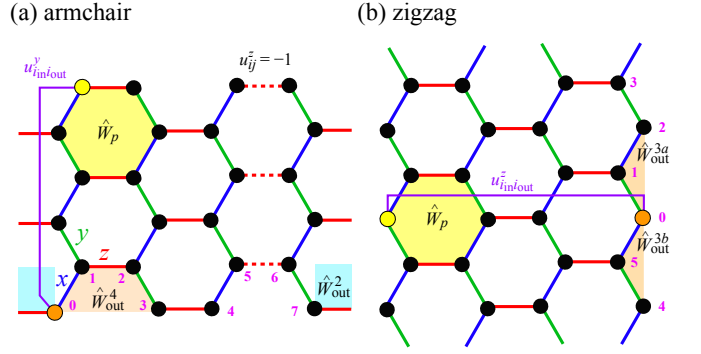 (a) armchair
(b) zigzag
u^y_{i_in i_out}
u^z_{ij} = −1
Ŵ_p
y
z
x
1
2
0
Ŵ^4_out
3
4
5
6
7
Ŵ^2_out
3
2
Ŵ^{3a}_out
1
u^z_{i_in i_out}
0
Ŵ_p
Ŵ^{3b}_out
5
4